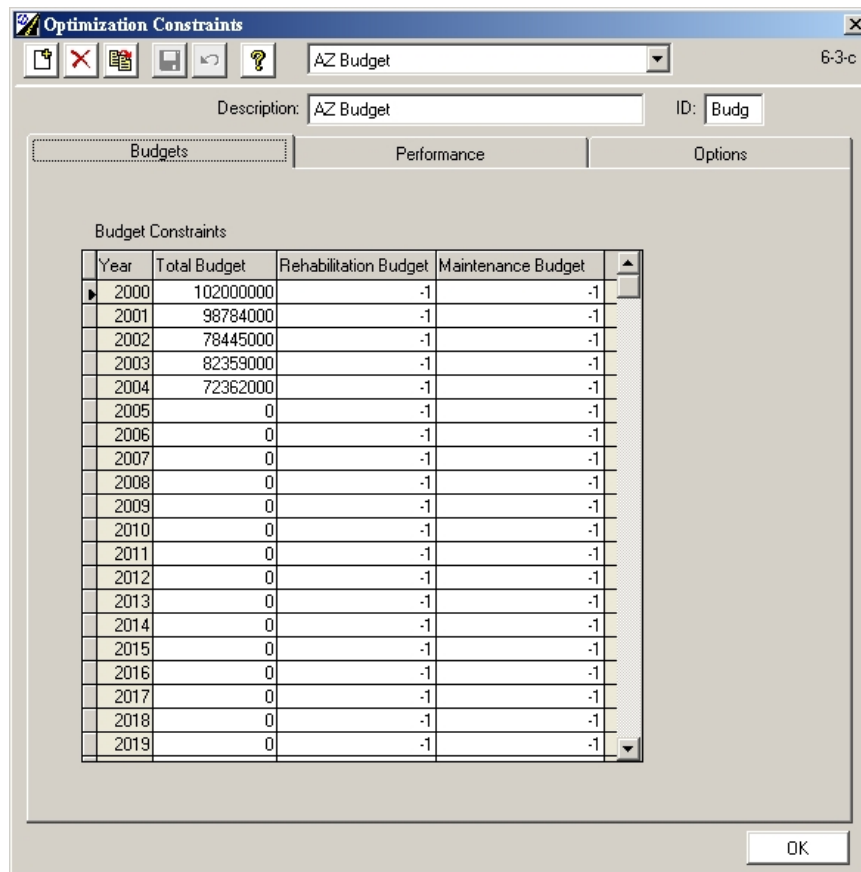 Optimization Constraints
AZ Budget 6-3-c
Description: AZ Budget ID: Budg
Budgets Performance Options
Budget Constraints
Year Total Budget Rehabilitation Budget Maintenance Budget
2000 102000000 -1 -1
2001 98784000 -1 -1
2002 78445000 -1 -1
2003 82359000 -1 -1
2004 72362000 -1 -1
2005 0 -1 -1
2006 0 -1 -1
2007 0 -1 -1
2008 0 -1 -1
2009 0 -1 -1
2010 0 -1 -1
2011 0 -1 -1
2012 0 -1 -1
2013 0 -1 -1
2014 0 -1 -1
2015 0 -1 -1
2016 0 -1 -1
2017 0 -1 -1
2018 0 -1 -1
2019 0 -1 -1
OK